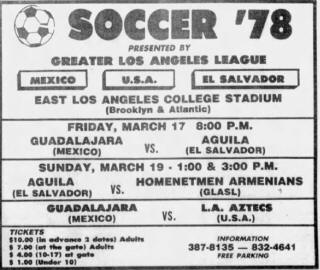 SOCCER '78
PRESENTED BY
GREATER LOS ANGELES LEAGUE
MEXICO U.S.A. EL SALVADOR
EAST LOS ANGELES COLLEGE STADIUM
(Brooklyn & Atlantic)
FRIDAY, MARCH 17 8:00 P.M.
GUADALAJARA VS. AGUILA
(MEXICO) (EL SALVADOR)
SUNDAY, MARCH 19 - 1:00 & 3:00 P.M.
AGUILA VS. HOMENETMEN ARMENIANS
(EL SALVADOR) (GLASL)
GUADALAJARA VS. L.A. AZTECS
(MEXICO) (U.S.A.)
TICKETS
$10.00 (in advance 2 dates) Adults
$ 7.00 (at the gate) Adults
$ 4.00 (10-17) at gate
$ 1.00 (Under 10)
INFORMATION
387-8135 — 832-4641
FREE PARKING